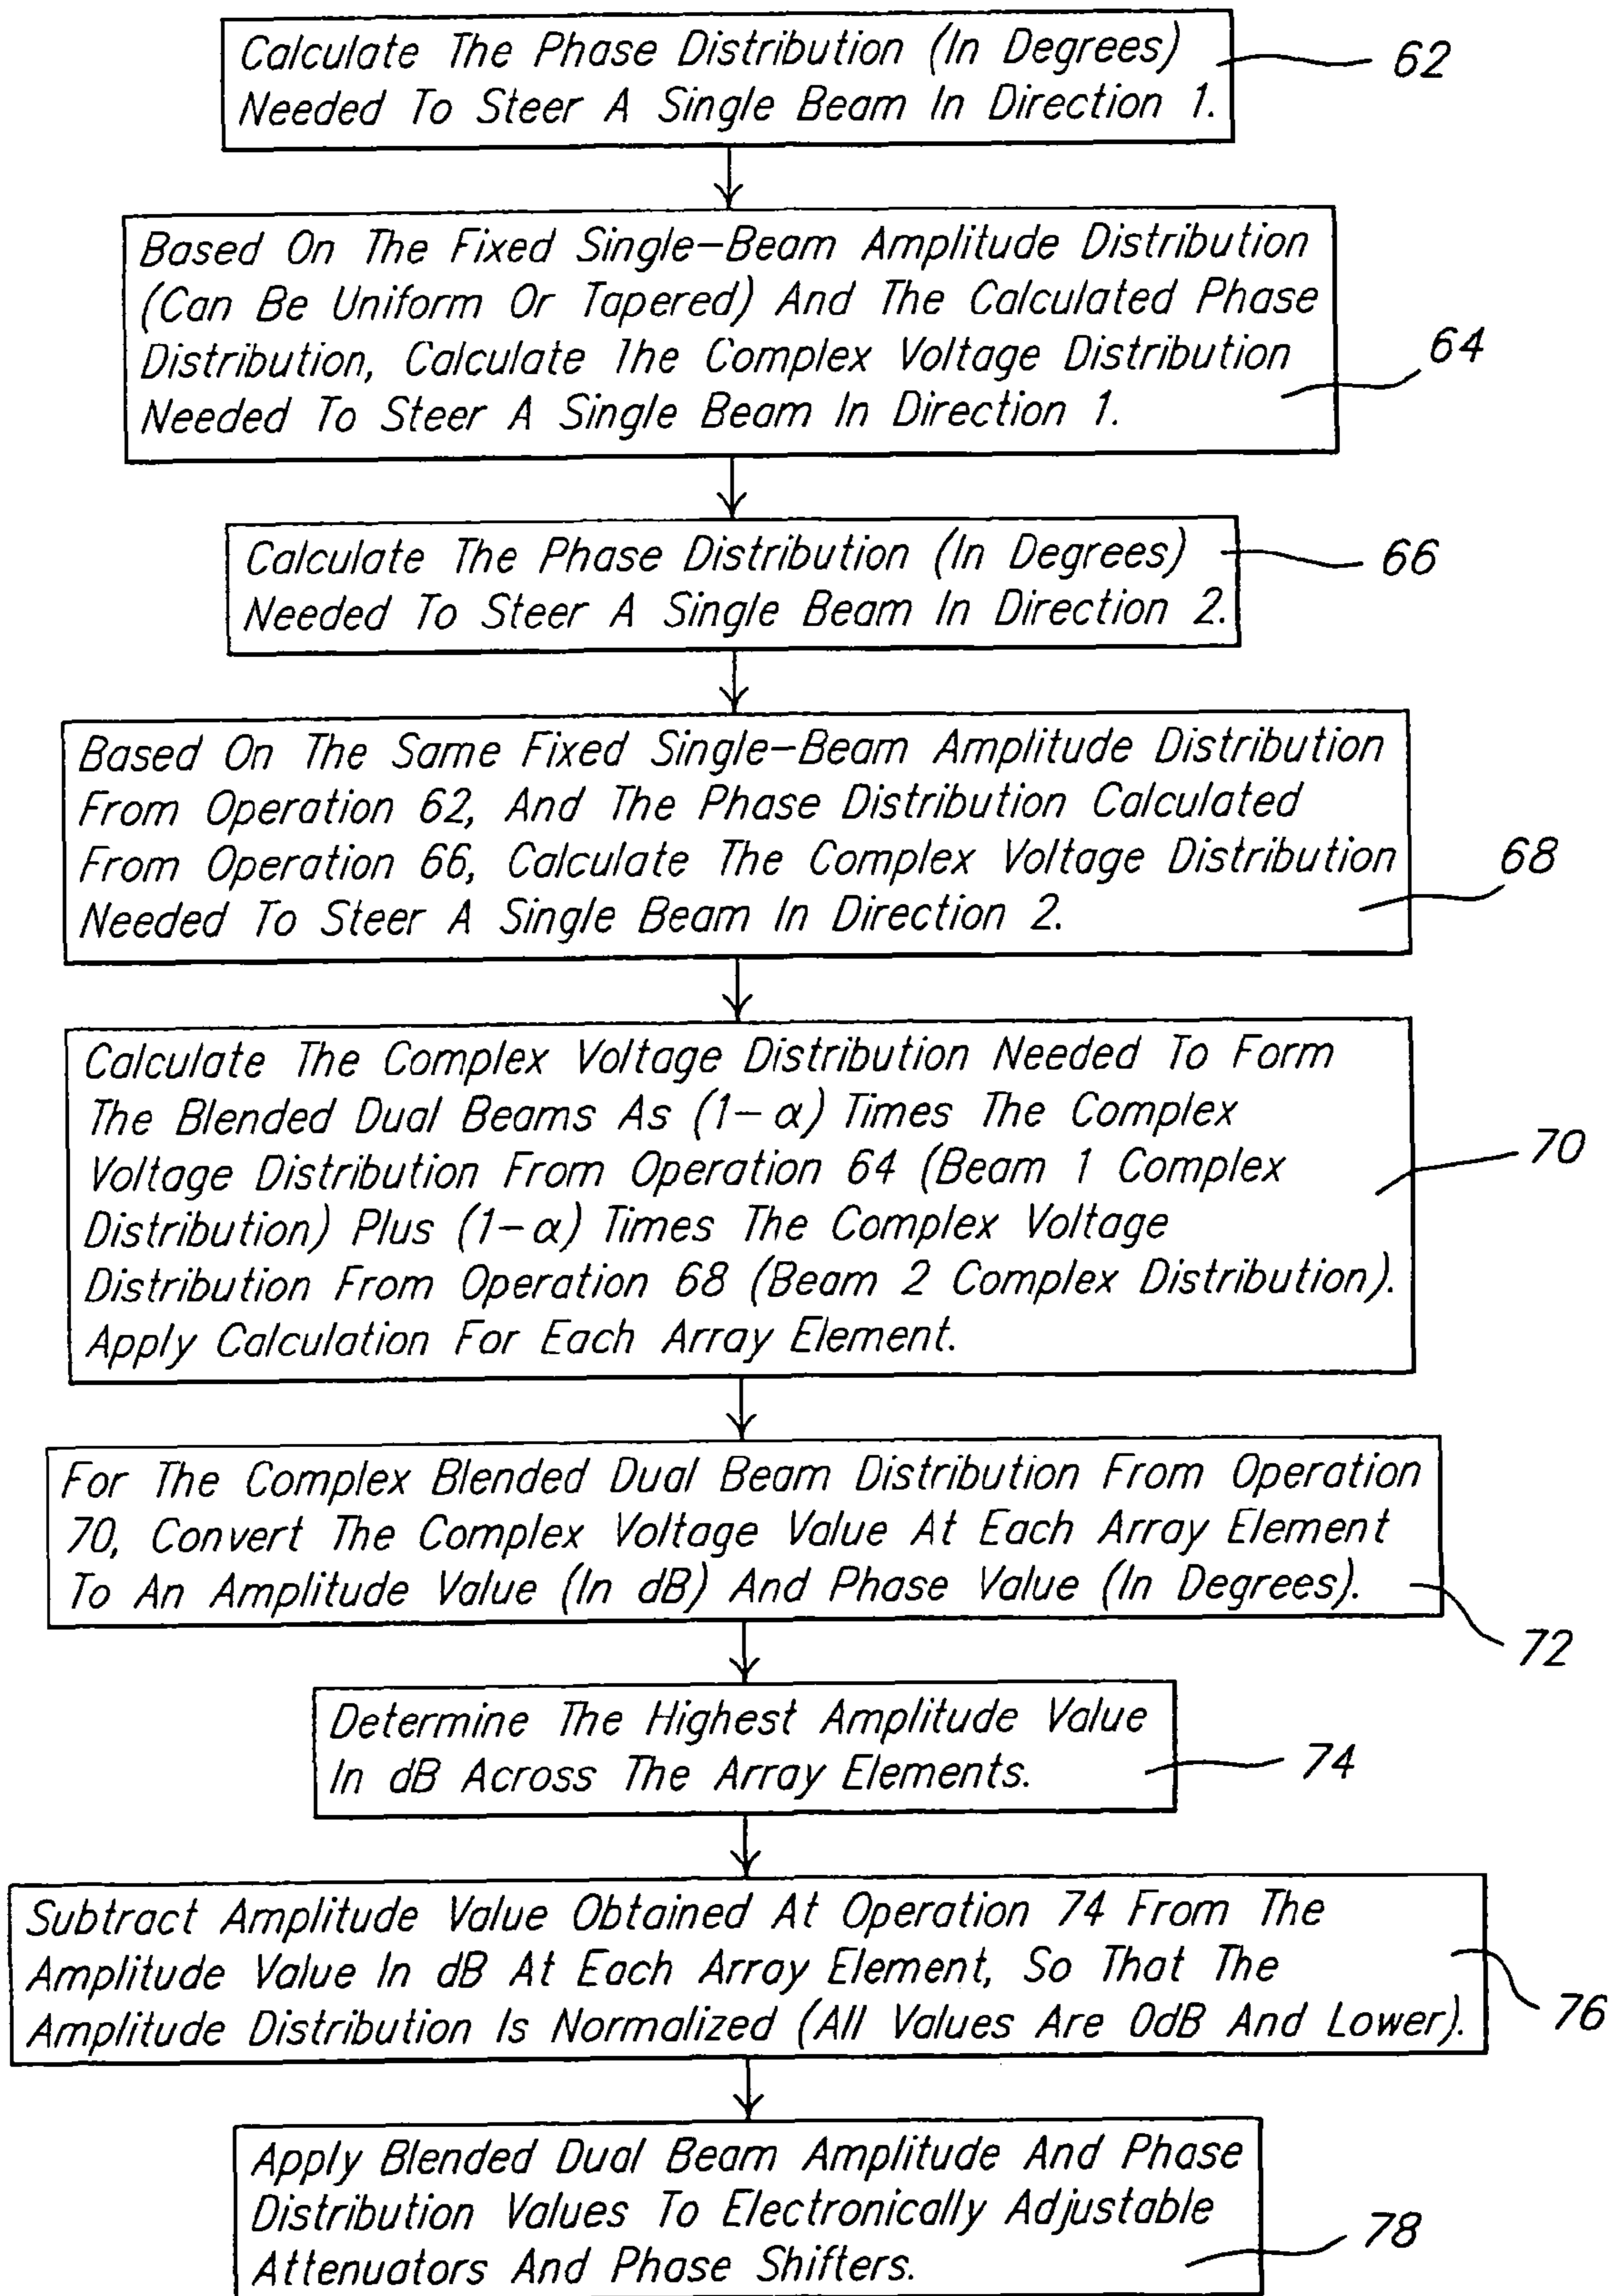 Calculate The Phase Distribution (In Degrees)
Needed To Steer A Single Beam In Direction 1.
62
Based On The Fixed Single-Beam Amplitude Distribution
(Can Be Uniform Or Tapered) And The Calculated Phase
Distribution, Calculate The Complex Voltage Distribution
Needed To Steer A Single Beam In Direction 1.
64
Calculate The Phase Distribution (In Degrees)
Needed To Steer A Single Beam In Direction 2.
66
Based On The Same Fixed Single-Beam Amplitude Distribution
From Operation 62, And The Phase Distribution Calculated
From Operation 66, Calculate The Complex Voltage Distribution
Needed To Steer A Single Beam In Direction 2.
68
Calculate The Complex Voltage Distribution Needed To Form
The Blended Dual Beams As (1-α) Times The Complex
Voltage Distribution From Operation 64 (Beam 1 Complex
Distribution) Plus (1-α) Times The Complex Voltage
Distribution From Operation 68 (Beam 2 Complex Distribution).
Apply Calculation For Each Array Element.
70
For The Complex Blended Dual Beam Distribution From Operation
70, Convert The Complex Voltage Value At Each Array Element
To An Amplitude Value (In dB) And Phase Value (In Degrees).
72
Determine The Highest Amplitude Value
In dB Across The Array Elements.
74
Subtract Amplitude Value Obtained At Operation 74 From The
Amplitude Value In dB At Each Array Element, So That The
Amplitude Distribution Is Normalized (All Values Are 0dB And Lower).
76
Apply Blended Dual Beam Amplitude And Phase
Distribution Values To Electronically Adjustable
Attenuators And Phase Shifters.
78